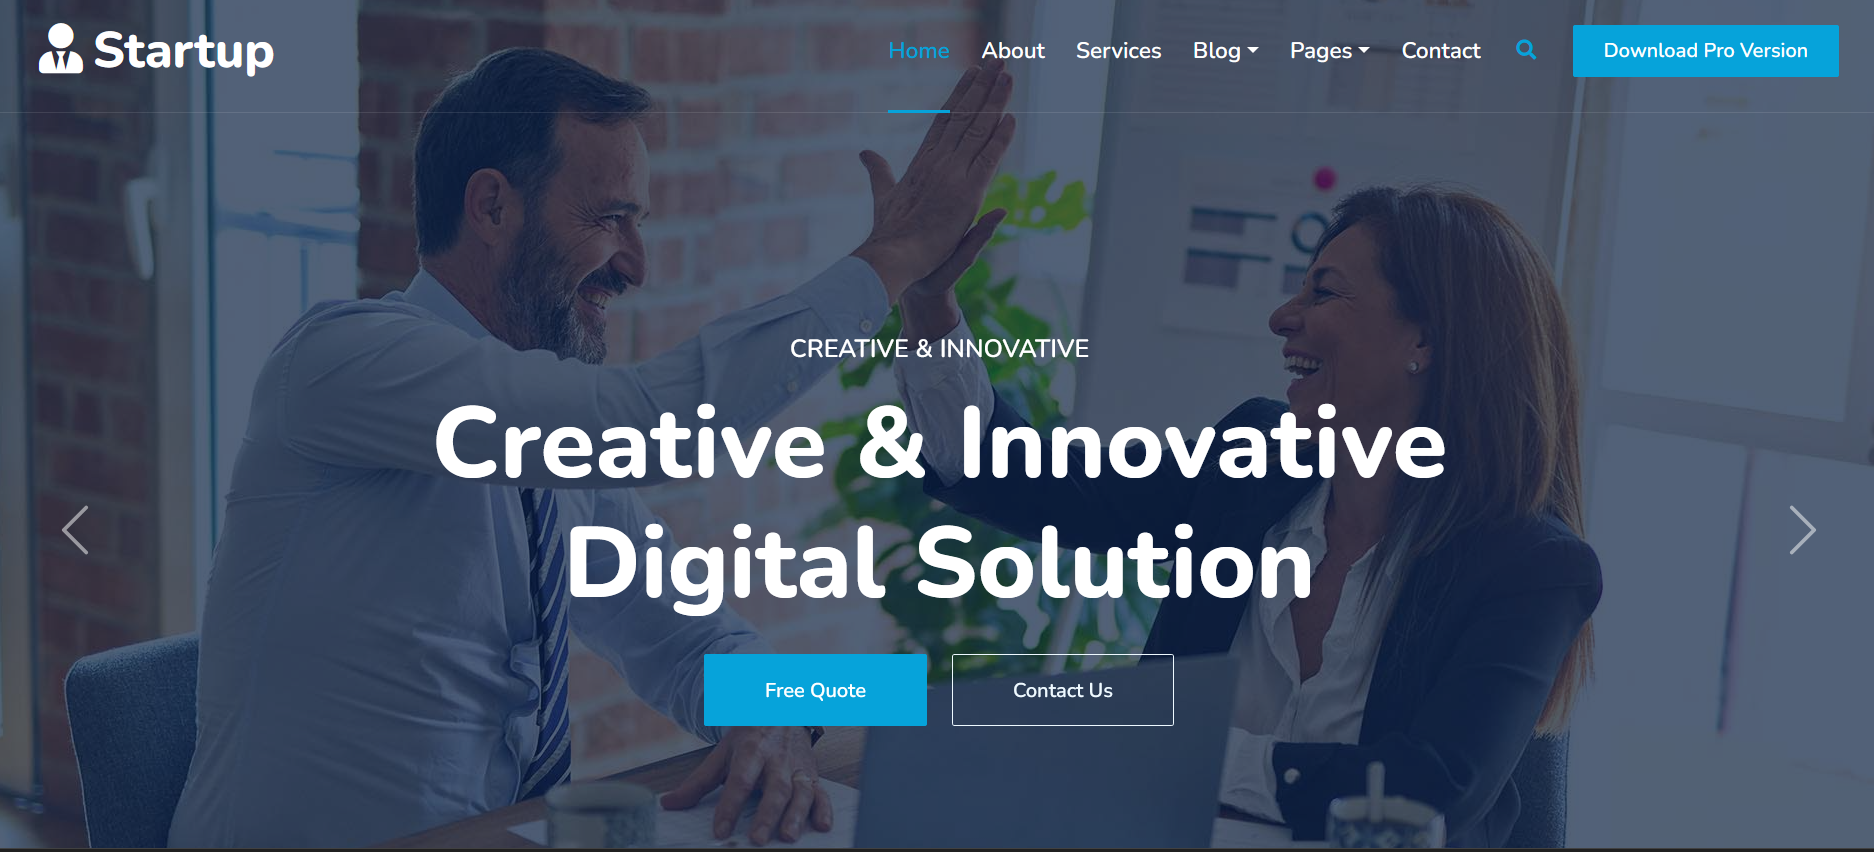 Startup
Home About Services Blog Pages Contact Download Pro Version
CREATIVE & INNOVATIVE
Creative & Innovative
Digital Solution
Free Quote Contact Us